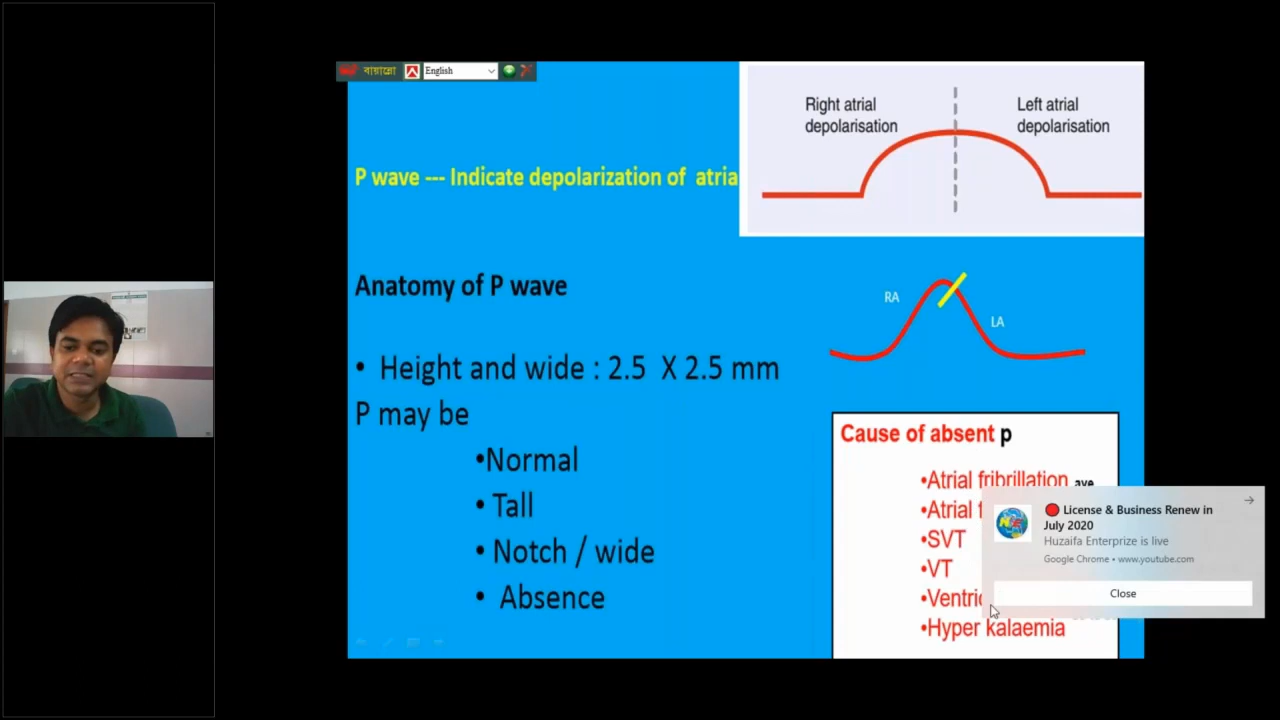 বায়ান্নো
English
Right atrial
depolarisation
Left atrial
depolarisation
P wave --- Indicate depolarization of atria
Anatomy of P wave
RA
LA
• Height and wide : 2.5 X 2.5 mm
P may be
•Normal
• Tall
• Notch / wide
• Absence
Cause of absent p
•Atrial fribrillation
•Atrial
•SVT
•VT
•Hyper kalaemia
License & Business Renew in
July 2020
Huzaifa Enterprize is live
Google Chrome • www.youtube.com
Close